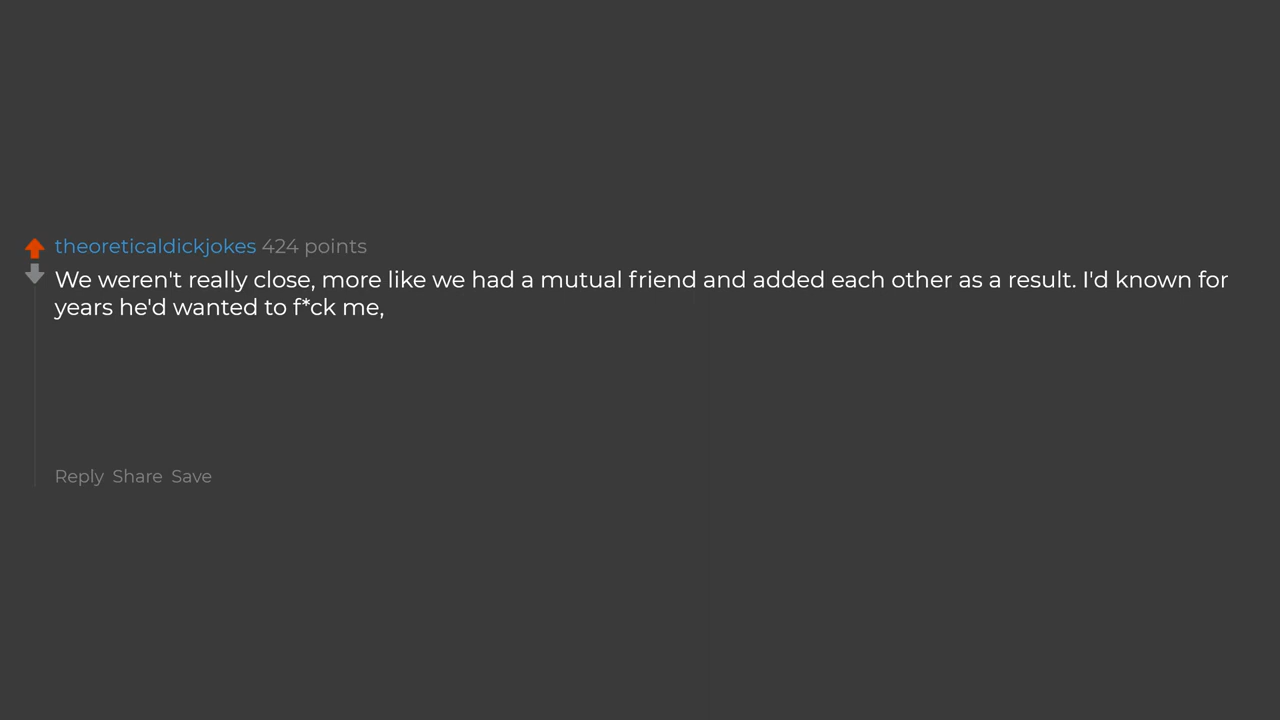 theoreticaldickjokes 424 points
We weren't really close, more like we had a mutual friend and added each other as a result. I'd known for
years he'd wanted to f*ck me,
Reply Share Save